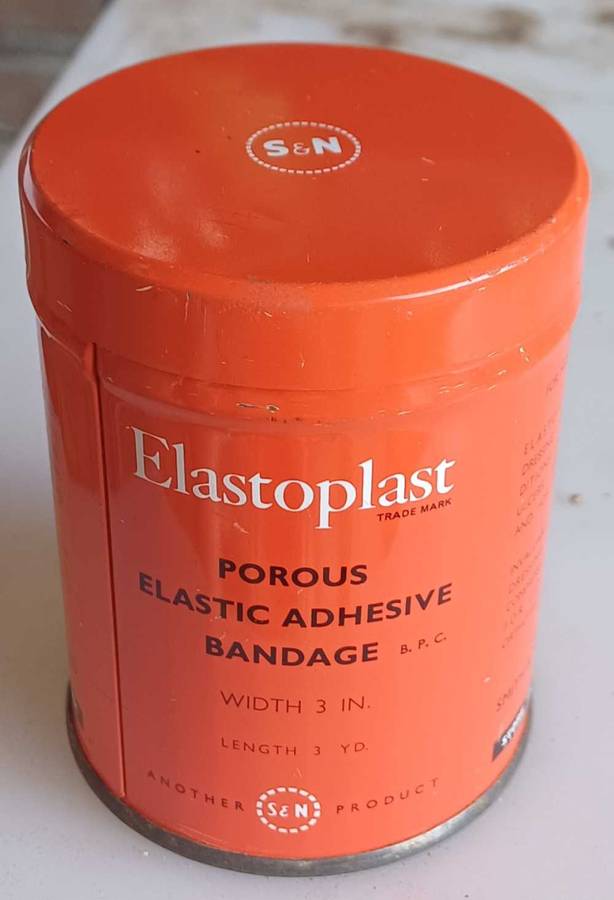 S&N
Elastoplast
TRADE MARK
POROUS
ELASTIC ADHESIVE
BANDAGE B. P. C.
WIDTH 3 IN.
LENGTH 3 YD.
ANOTHER S&N PRODUCT